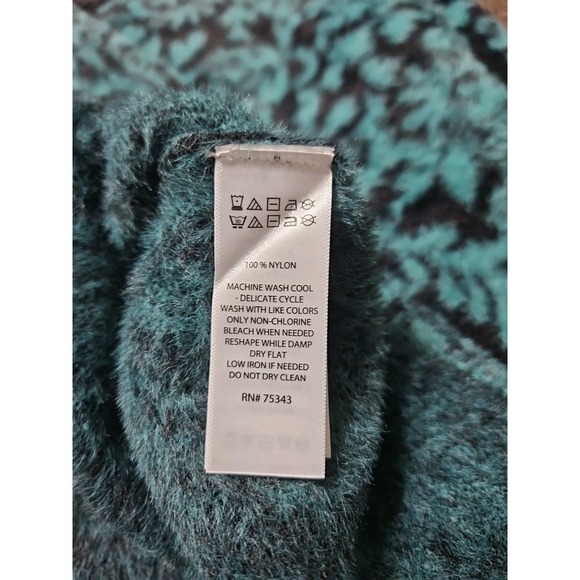 100 % NYLON
MACHINE WASH COOL
- DELICATE CYCLE
WASH WITH LIKE COLORS
ONLY NON-CHLORINE
BLEACH WHEN NEEDED
RESHAPE WHILE DAMP
DRY FLAT
LOW IRON IF NEEDED
DO NOT DRY CLEAN
RN# 75343